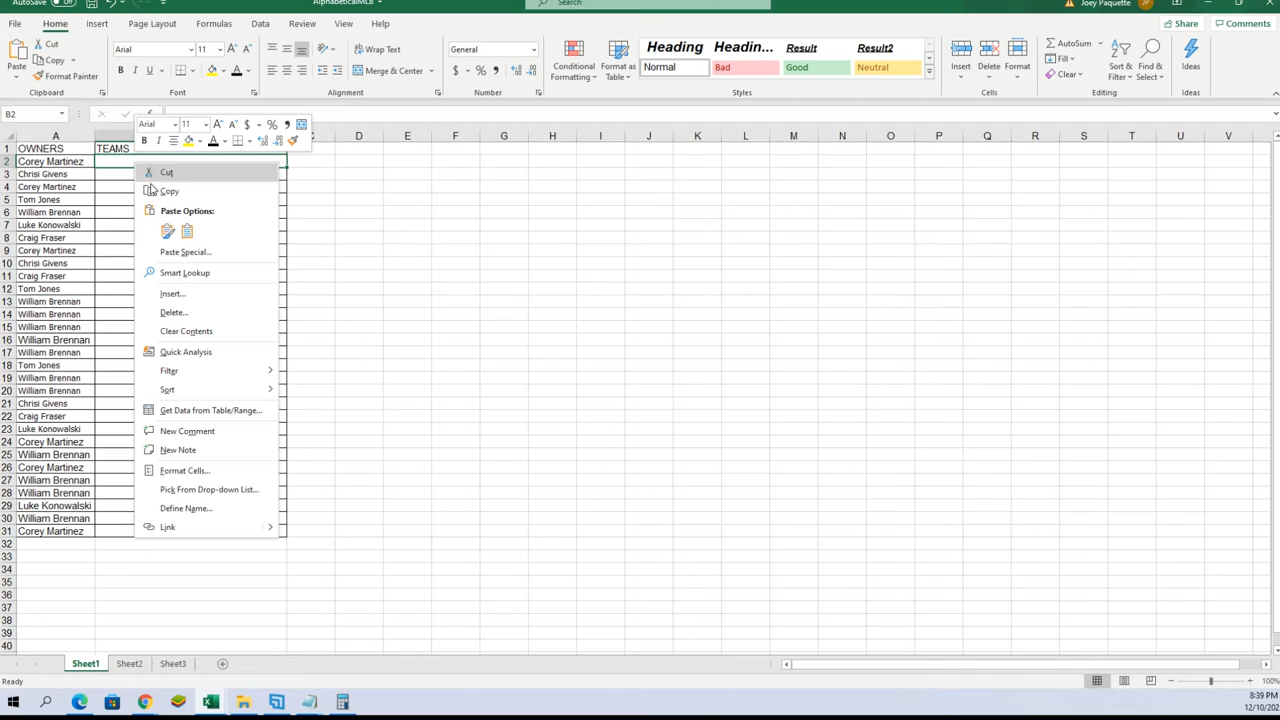 AutoSave
AlphabeticalMLB
Search
Joey Paquette JP
File Home Insert Page Layout Formulas Data Review View Help Share Comments
Paste Cut Copy Format Painter Clipboard
Arial 11 B I U Font
Wrap Text Merge & Center Alignment
General $ % Number
Conditional Formatting Format as Table
Heading Headin... Result Result2
Normal Bad Good Neutral
Styles
Insert Delete Format Cells
AutoSum Fill Clear Sort & Filter Find & Select Editing
Ideas Ideas
B2
Arial 11 $ %
B I
A D E F G H I J K L M N O P Q R S T U V
1 OWNERS TEAMS
2 Corey Martinez
3 Chrisi Givens
4 Corey Martinez
5 Tom Jones
6 William Brennan
7 Luke Konowalski
8 Craig Fraser
9 Corey Martinez
10 Chrisi Givens
11 Craig Fraser
12 Tom Jones
13 William Brennan
14 William Brennan
15 William Brennan
16 William Brennan
17 William Brennan
18 Tom Jones
19 William Brennan
20 William Brennan
21 Chrisi Givens
22 Craig Fraser
23 Luke Konowalski
24 Corey Martinez
25 William Brennan
26 Corey Martinez
27 William Brennan
28 William Brennan
29 Luke Konowalski
30 William Brennan
31 Corey Martinez
32
33
34
35
36
37
38
39
40
Cut
Copy
Paste Options:
Paste Special...
Smart Lookup
Insert...
Delete...
Clear Contents
Quick Analysis
Filter
Sort
Get Data from Table/Range...
New Comment
New Note
Format Cells...
Pick From Drop-down List...
Define Name...
Link
Sheet1 Sheet2 Sheet3
Ready 100%
8:39 PM
12/10/202